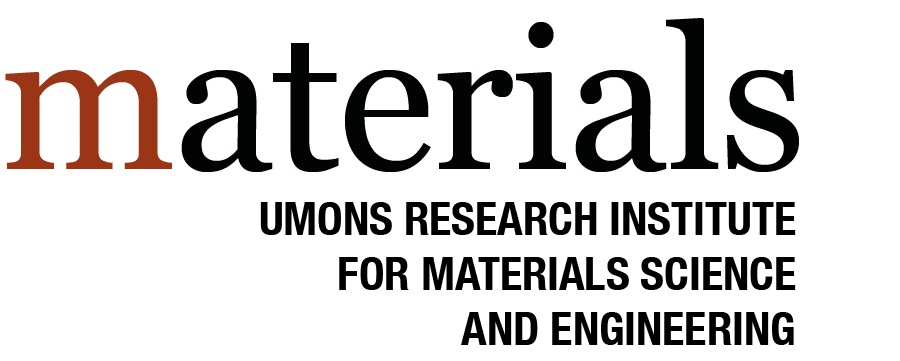 materials
UMONS RESEARCH INSTITUTE
FOR MATERIALS SCIENCE
AND ENGINEERING